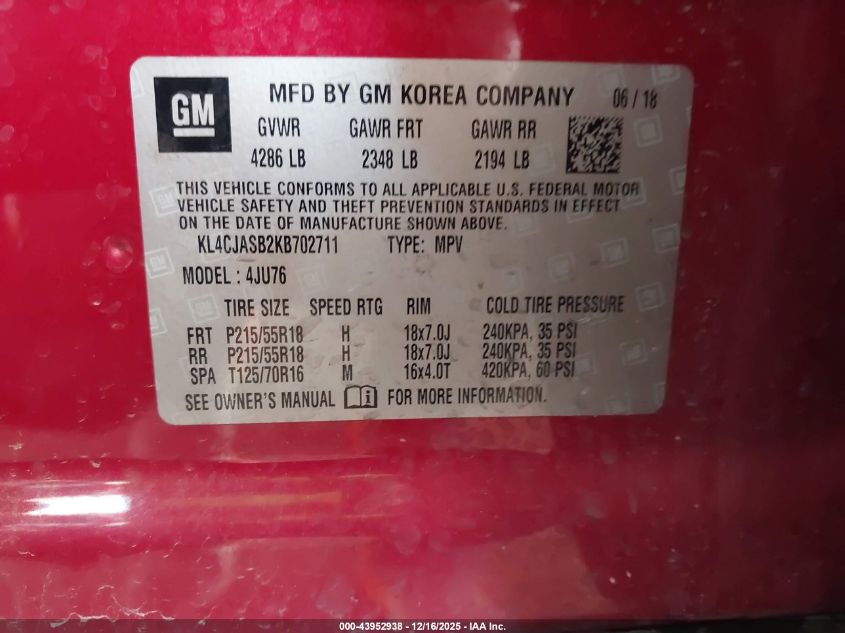 GM MFD BY GM KOREA COMPANY 06 / 18
GVWR GAWR FRT GAWR RR
4286 LB 2348 LB 2194 LB
THIS VEHICLE CONFORMS TO ALL APPLICABLE U.S. FEDERAL MOTOR
VEHICLE SAFETY AND THEFT PREVENTION STANDARDS IN EFFECT
ON THE DATE OF MANUFACTURE SHOWN ABOVE.
KL4CJASB2KB702711 TYPE: MPV
MODEL : 4JU76
TIRE SIZE SPEED RTG RIM COLD TIRE PRESSURE
FRT P215/55R18 H 18x7.0J 240KPA, 35 PSI
RR P215/55R18 H 18x7.0J 240KPA, 35 PSI
SPA T125/70R16 M 16x4.0T 420KPA, 60 PSI
SEE OWNER'S MANUAL i FOR MORE INFORMATION.
000-43952938 - 12/16/2025 - IAA Inc.